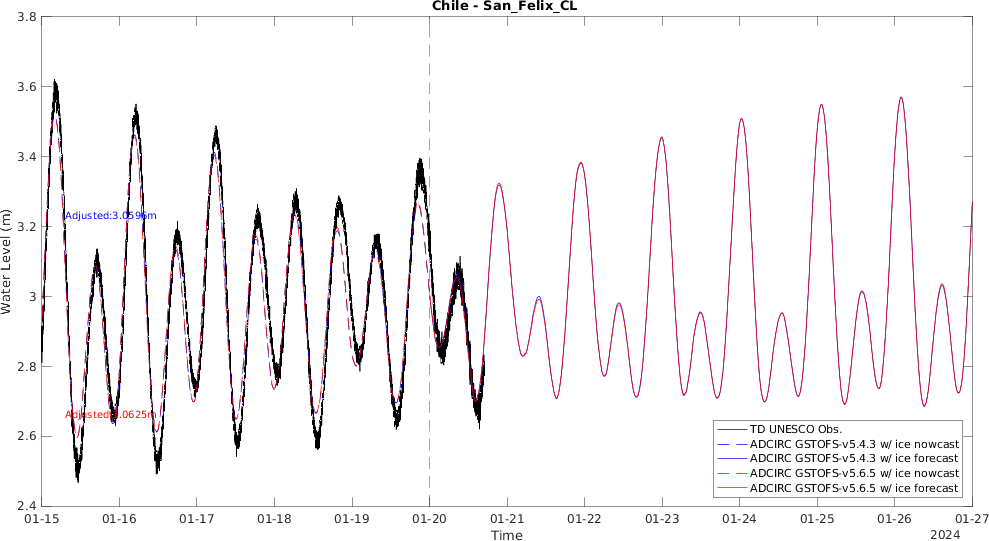 Chile - San_Felix_CL
3.8
3.6
3.4
3.2
3
2.8
2.6
2.4
Water Level (m)
Adjusted:3.0596m
Adjusted:3.0625m
TD UNESCO Obs.
ADCIRC GSTOFS-v5.4.3 w/ ice nowcast
ADCIRC GSTOFS-v5.4.3 w/ ice forecast
ADCIRC GSTOFS-v5.6.5 w/ ice nowcast
ADCIRC GSTOFS-v5.6.5 w/ ice forecast
01-15 01-16 01-17 01-18 01-19 01-20 01-21 01-22 01-23 01-24 01-25 01-26 01-27
Time
2024